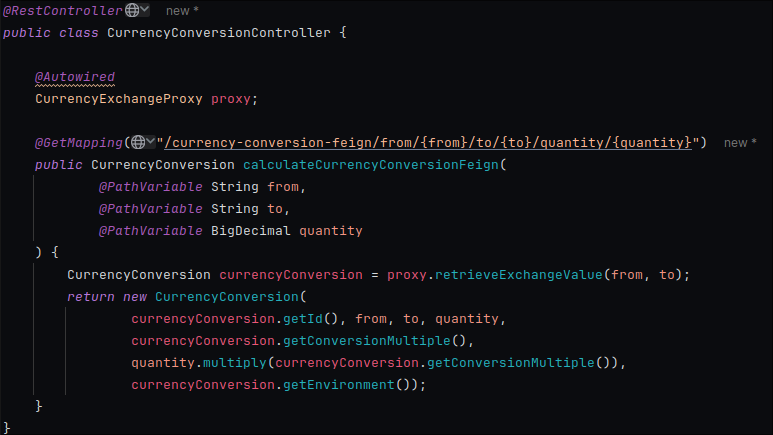 @RestController new *
public class CurrencyConversionController {
@Autowired
CurrencyExchangeProxy proxy;
@GetMapping("/currency-conversion-feign/from/{from}/to/{to}/quantity/{quantity}") new *
public CurrencyConversion calculateCurrencyConversionFeign(
@PathVariable String from,
@PathVariable String to,
@PathVariable BigDecimal quantity
) {
CurrencyConversion currencyConversion = proxy.retrieveExchangeValue(from, to);
return new CurrencyConversion(
currencyConversion.getId(), from, to, quantity,
currencyConversion.getConversionMultiple(),
quantity.multiply(currencyConversion.getConversionMultiple()),
currencyConversion.getEnvironment());
}
}